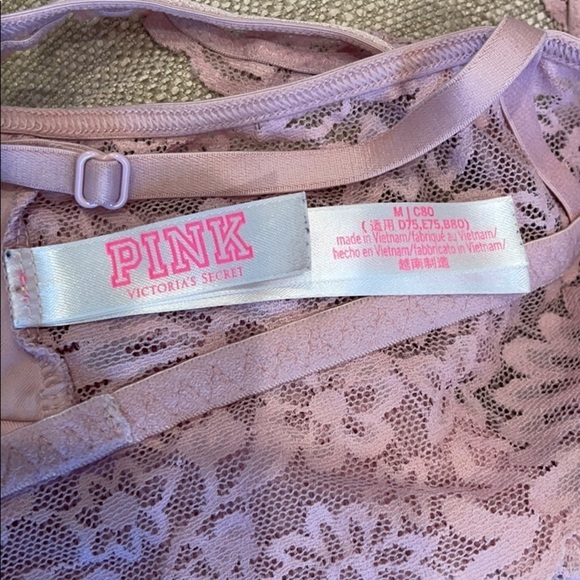 PINK
VICTORIA'S SECRET
M | C80
( 适用 D75,E75,B80)
made in Vietnam/fabriqué au Vietnam/
hecho en Vietnam/fabbricato in Vietnam/
越南制造